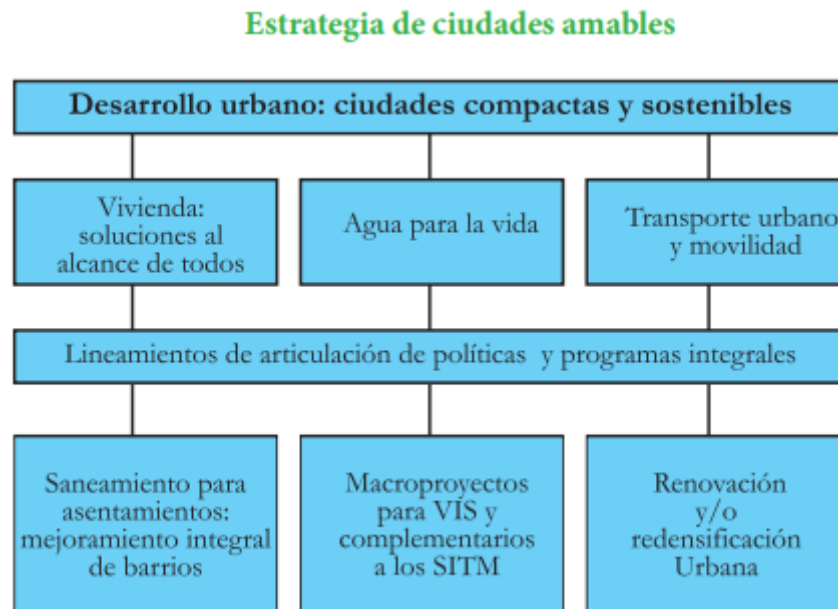 Estrategia de ciudades amables
Desarrollo urbano: ciudades compactas y sostenibles
Vivienda:
soluciones al
alcance de todos
Agua para la vida
Transporte urbano
y movilidad
Lineamientos de articulación de políticas y programas integrales
Saneamiento para
asentamientos:
mejoramiento integral
de barrios
Macroproyectos
para VIS y
complementarios
a los SITM
Renovación
y/o
redensificación
Urbana